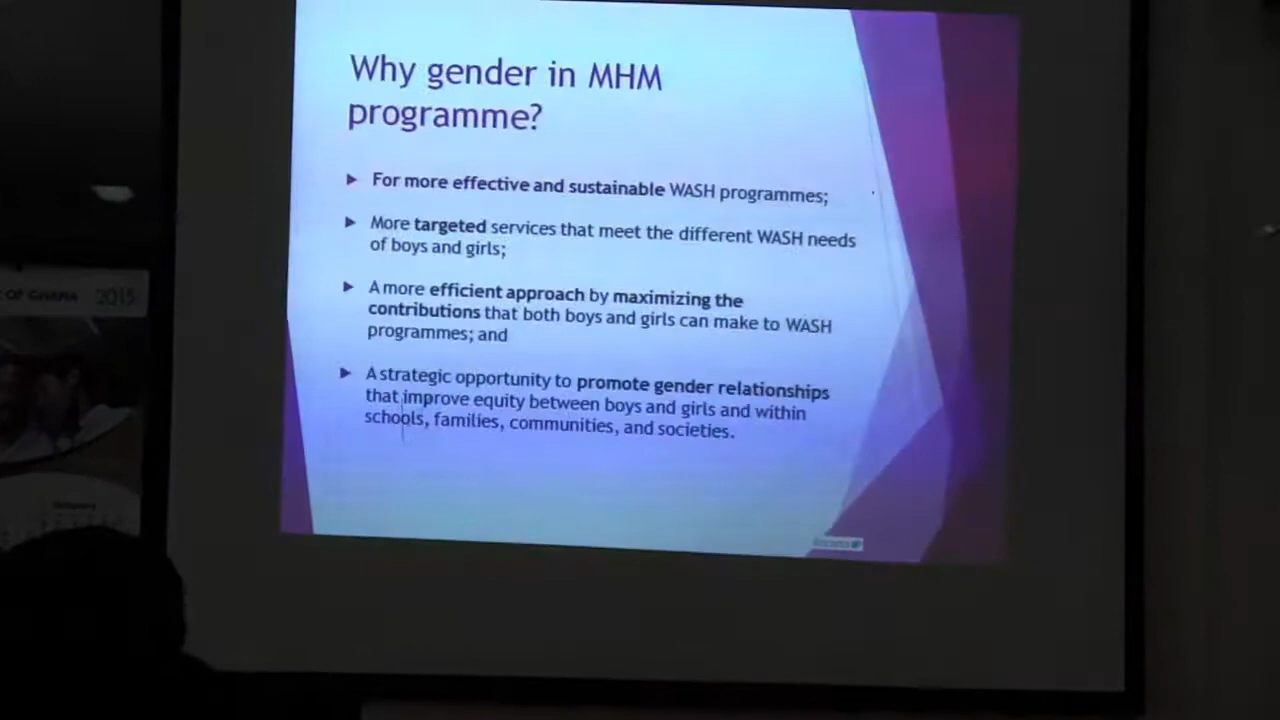 Why gender in MHM
programme?
For more effective and sustainable WASH programmes;
More targeted services that meet the different WASH needs
of boys and girls;
A more efficient approach by maximizing the
contributions that both boys and girls can make to WASH
programmes; and
A strategic opportunity to promote gender relationships
that improve equity between boys and girls and within
schools, families, communities, and societies.
OF GHANA 2015